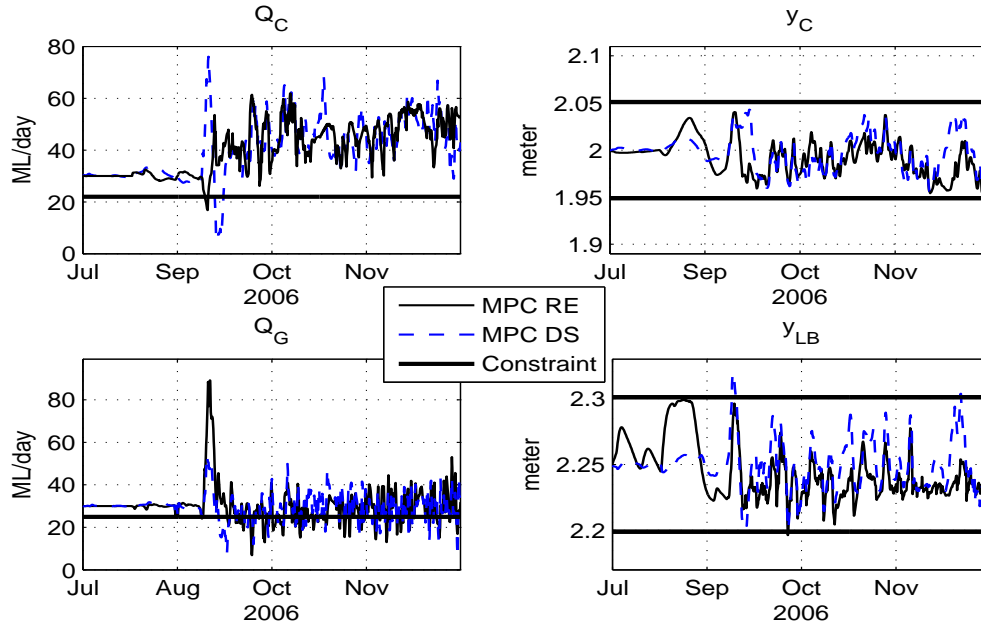 Q_C
ML/day
80
60
40
20
0
Jul Sep Oct Nov
2006
y_C
meter
2.1
2.05
2
1.95
1.9
Jul Sep Oct Nov
2006
MPC RE
MPC DS
Constraint
Q_G
ML/day
80
60
40
20
0
Jul Aug Oct Nov
2006
y_LB
meter
2.3
2.25
2.2
Jul Sep Oct Nov
2006